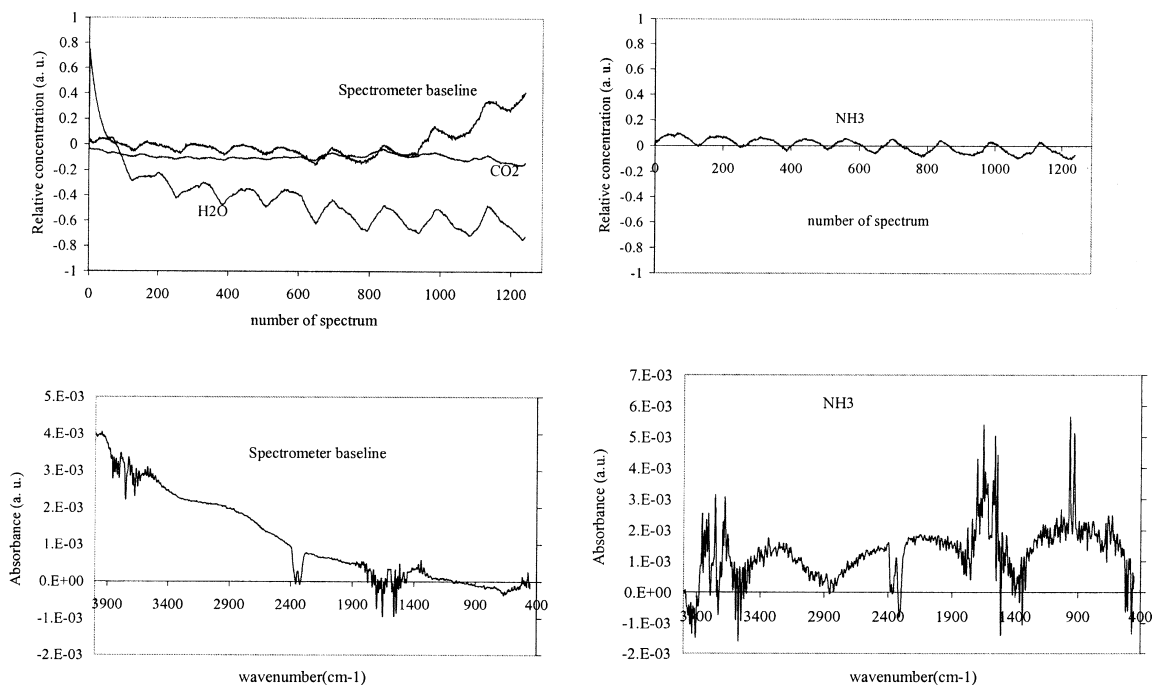 Relative concentration (a. u.)
1
0.8
0.6
0.4
0.2
0
-0.2
-0.4
-0.6
-0.8
-1
Spectrometer baseline
CO2
H2O
0 200 400 600 800 1000 1200
number of spectrum
Relative concentration (a. u.)
1
0.8
0.6
0.4
0.2
0
-0.2
-0.4
-0.6
-0.8
-1
NH3
0 200 400 600 800 1000 1200
number of spectrum
Absorbance (a. u.)
5.E-03
4.E-03
3.E-03
2.E-03
1.E-03
0.E+00
-1.E-03
-2.E-03
Spectrometer baseline
3900 3400 2900 2400 1900 1400 900 400
wavenumber(cm-1)
Absorbance (a.u.)
7.E-03
6.E-03
5.E-03
4.E-03
3.E-03
2.E-03
1.E-03
0.E+00
-1.E-03
-2.E-03
NH3
3900 3400 2900 2400 1900 1400 900 400
wavenumber(cm-1)